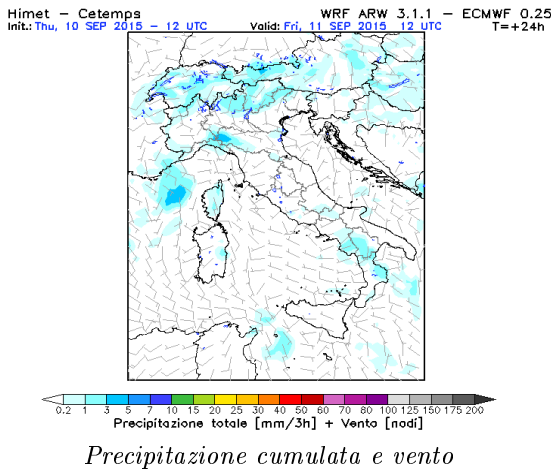 Himet – Cetemps WRF ARW 3.1.1 – ECMWF 0.25
Init.: Thu, 10 SEP 2015 – 12 UTC Valid: Fri, 11 SEP 2015 12 UTC T=+24h
0.2 1 3 5 7 10 15 20 25 30 40 50 60 70 80 100 125 150 175 200
Precipitazione totale [mm/3h] + Vento [nodi]
Precipitazione cumulata e vento